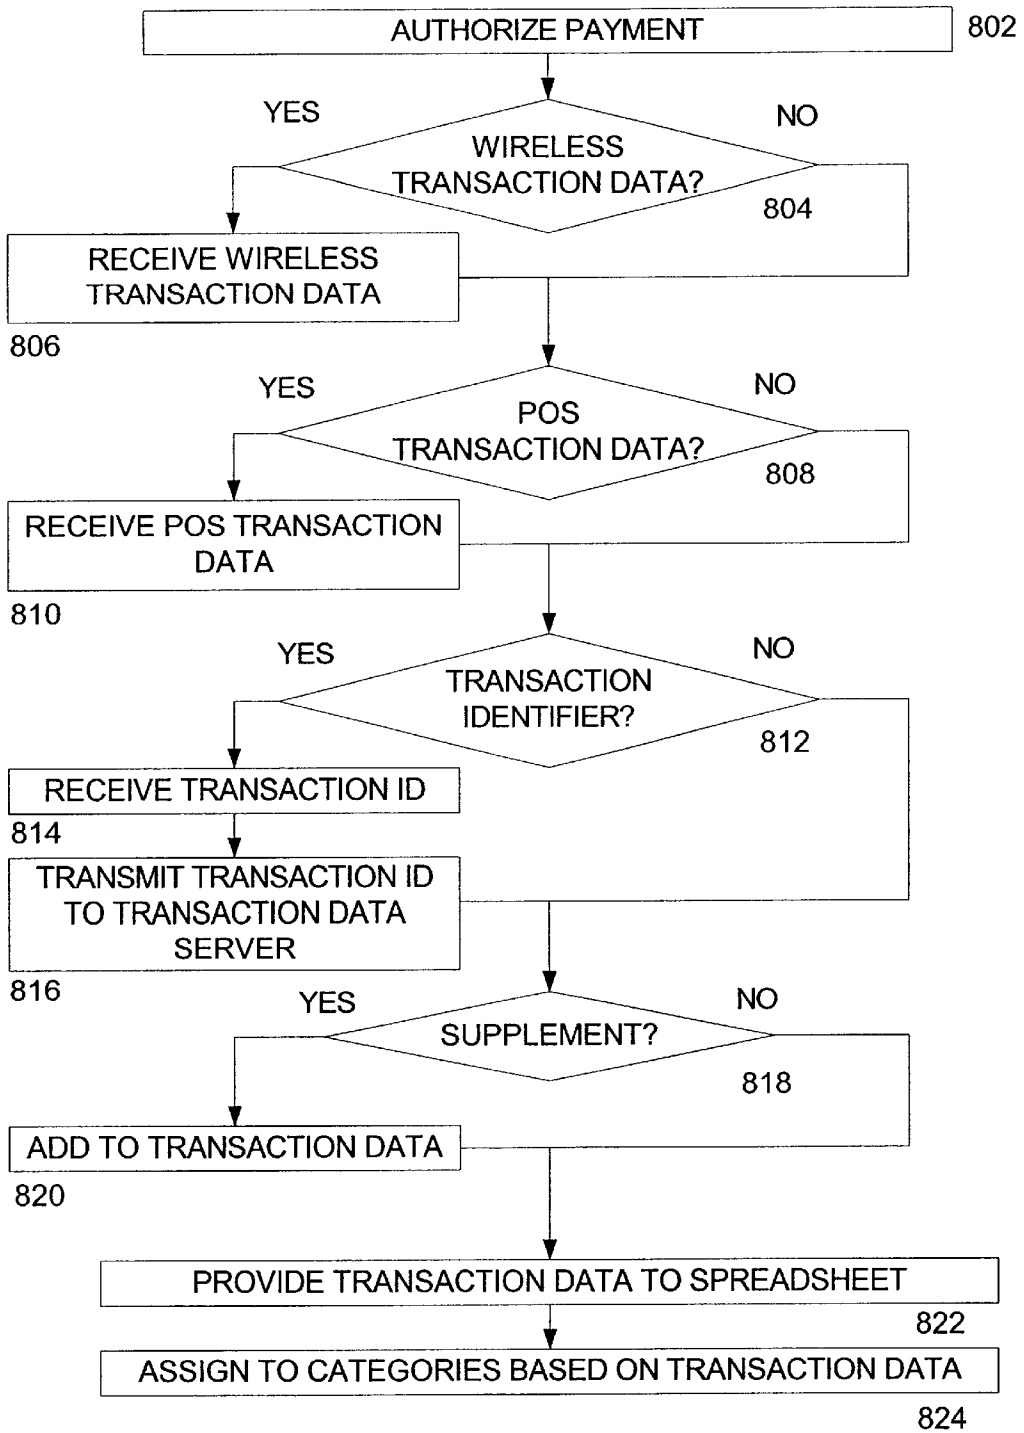 AUTHORIZE PAYMENT
802
YES
NO
WIRELESS
TRANSACTION DATA?
804
RECEIVE WIRELESS
TRANSACTION DATA
806
YES
NO
POS
TRANSACTION DATA?
808
RECEIVE POS TRANSACTION
DATA
810
YES
NO
TRANSACTION
IDENTIFIER?
812
RECEIVE TRANSACTION ID
814
TRANSMIT TRANSACTION ID
TO TRANSACTION DATA
SERVER
816
YES
NO
SUPPLEMENT?
818
ADD TO TRANSACTION DATA
820
PROVIDE TRANSACTION DATA TO SPREADSHEET
822
ASSIGN TO CATEGORIES BASED ON TRANSACTION DATA
824